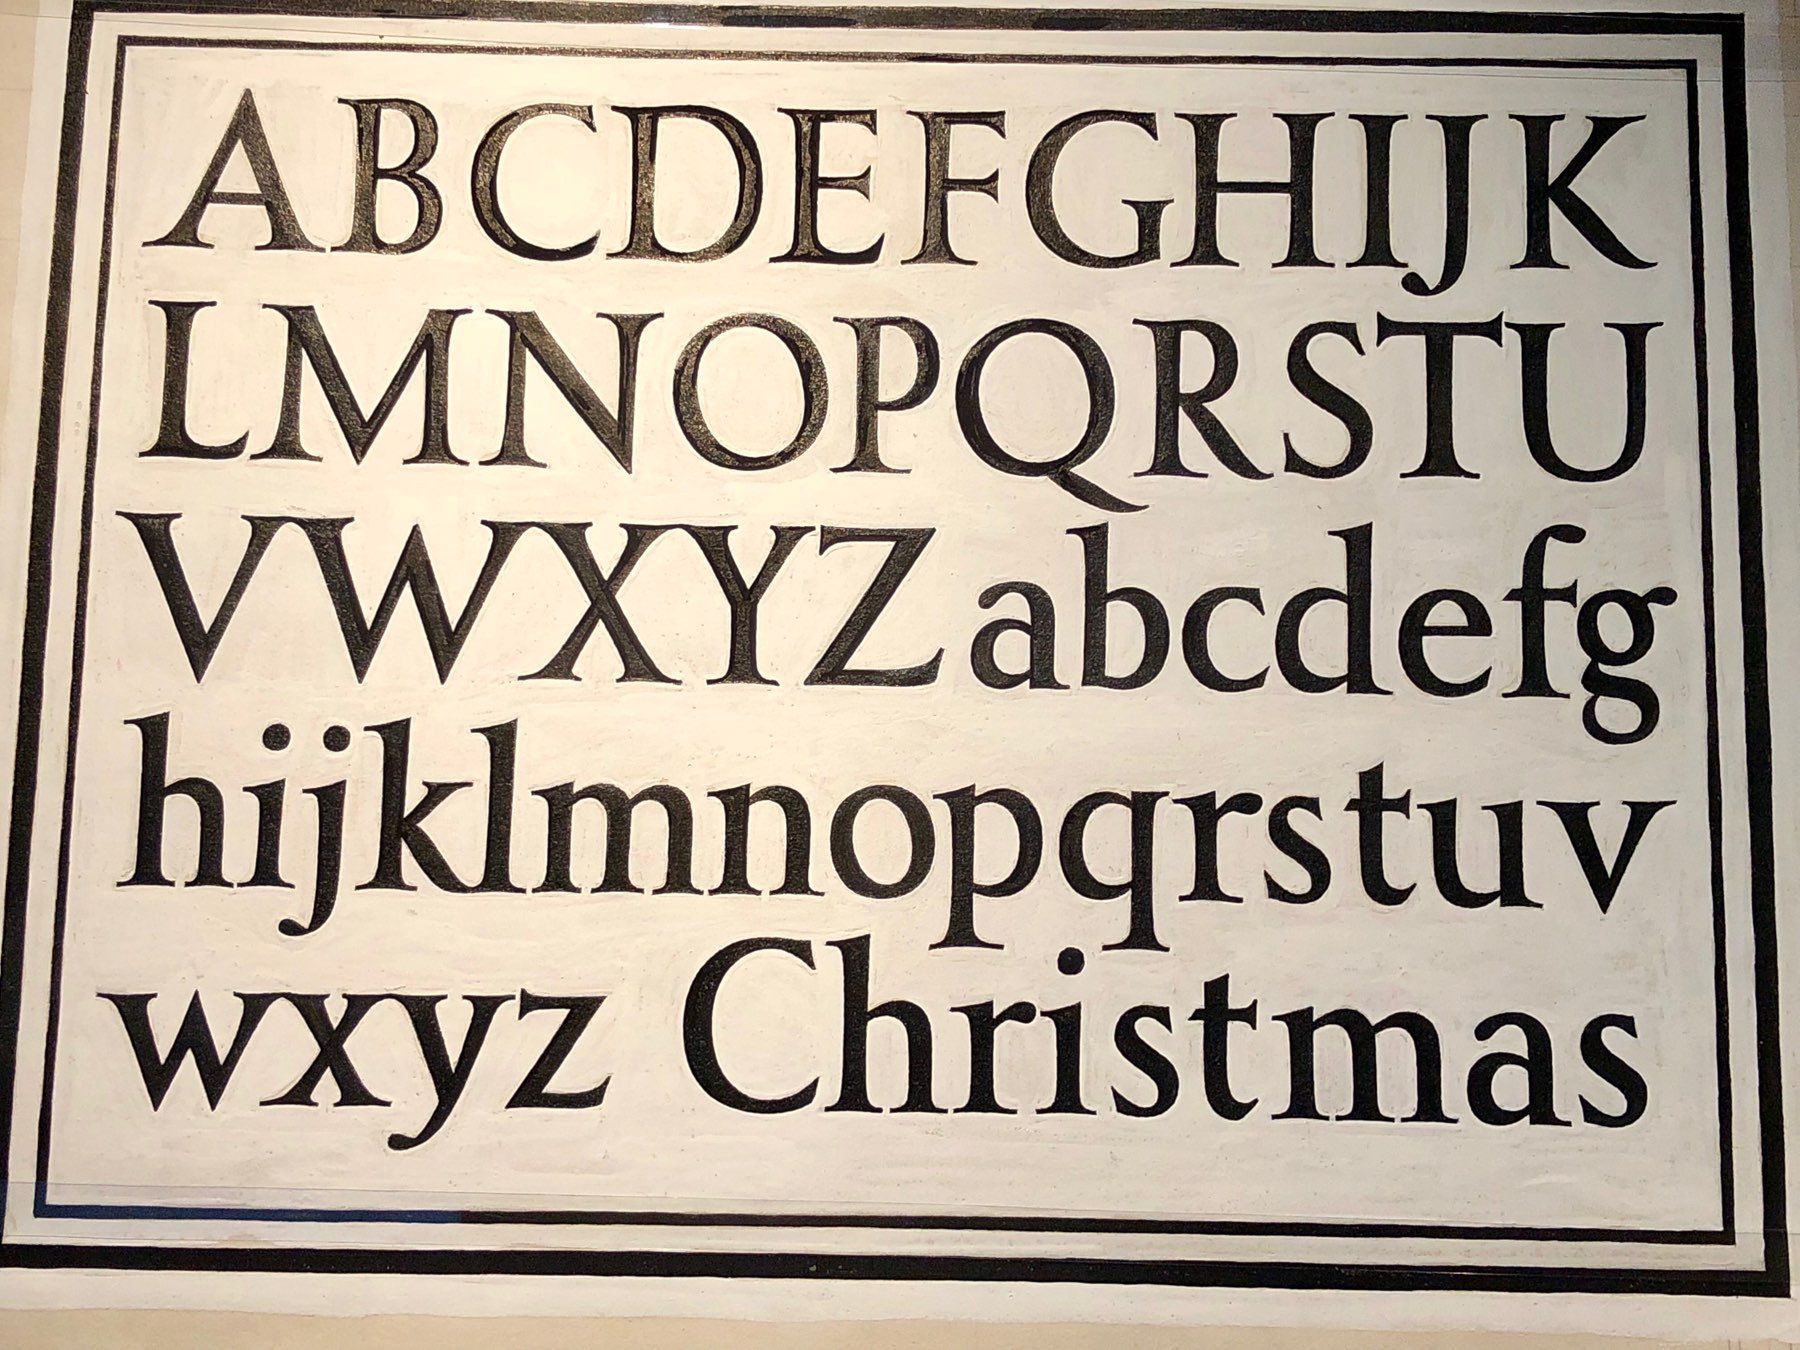 ABCDEFGHIJK
LMNOPQRSTU
VWXYZ abcdefg
hijklmnopqrstuv
wxyz Christmas